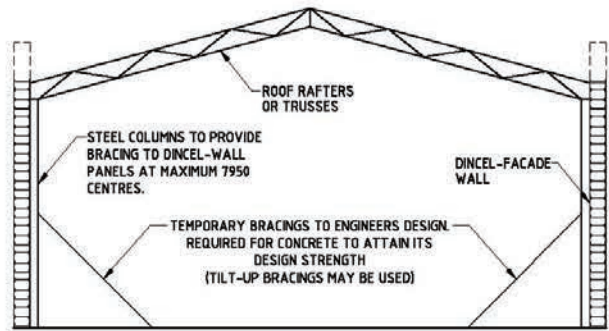 ROOF RAFTERS
OR TRUSSES
STEEL COLUMNS TO PROVIDE
BRACING TO DINCEL-WALL
PANELS AT MAXIMUM 7950
CENTRES.
DINCEL-FACADE
WALL
TEMPORARY BRACINGS TO ENGINEERS DESIGN.
REQUIRED FOR CONCRETE TO ATTAIN ITS
DESIGN STRENGTH
(TILT-UP BRACINGS MAY BE USED)